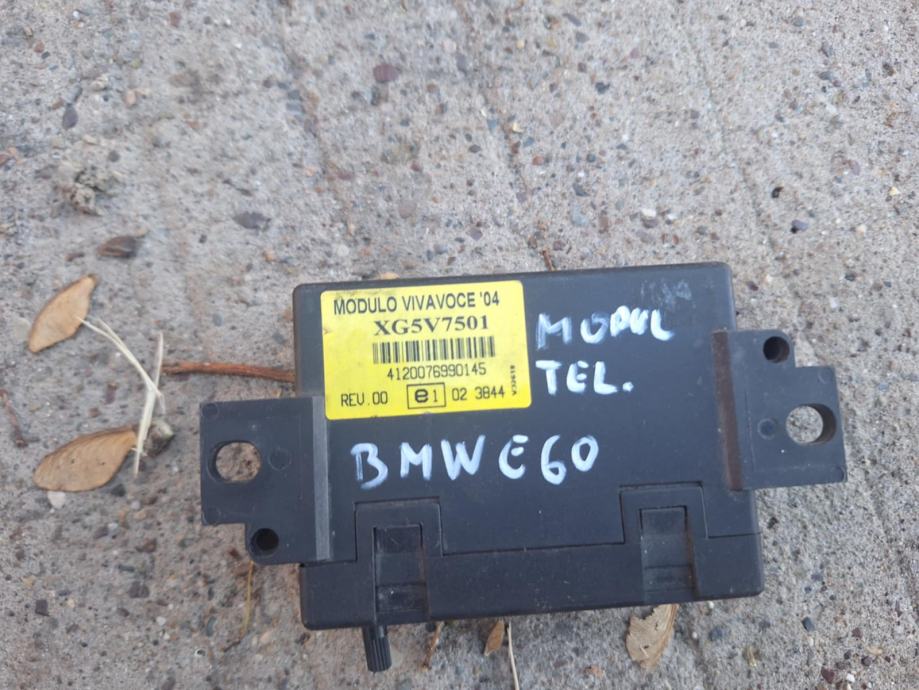 MODULO VIVAVOCE '04
XG5V7501
4120076990145
REV.00 e1 02 3844
MODUL
TEL.
BMW E60